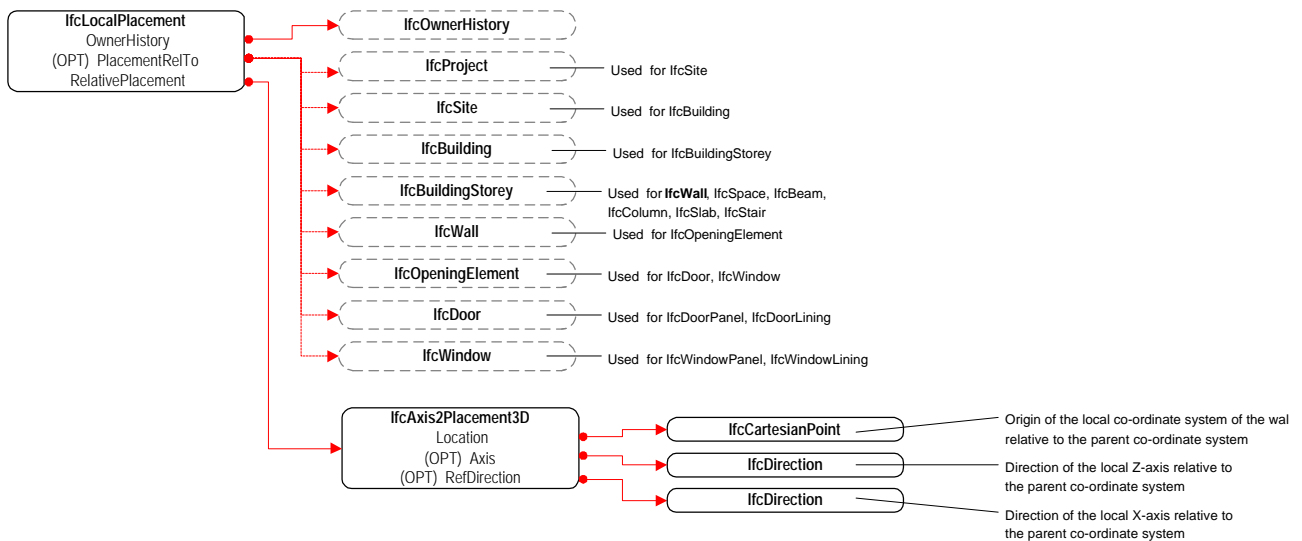 IfcLocalPlacement
OwnerHistory
(OPT) PlacementRelTo
RelativePlacement
IfcOwnerHistory
IfcProject
Used for IfcSite
IfcSite
Used for IfcBuilding
IfcBuilding
Used for IfcBuildingStorey
IfcBuildingStorey
Used for IfcWall, IfcSpace, IfcBeam,
IfcColumn, IfcSlab, IfcStair
IfcWall
Used for IfcOpeningElement
IfcOpeningElement
Used for IfcDoor, IfcWindow
IfcDoor
Used for IfcDoorPanel, IfcDoorLining
IfcWindow
Used for IfcWindowPanel, IfcWindowLining
IfcAxis2Placement3D
Location
(OPT) Axis
(OPT) RefDirection
IfcCartesianPoint
Origin of the local co-ordinate system of the wal
relative to the parent co-ordinate system
IfcDirection
Direction of the local Z-axis relative to
the parent co-ordinate system
IfcDirection
Direction of the local X-axis relative to
the parent co-ordinate system